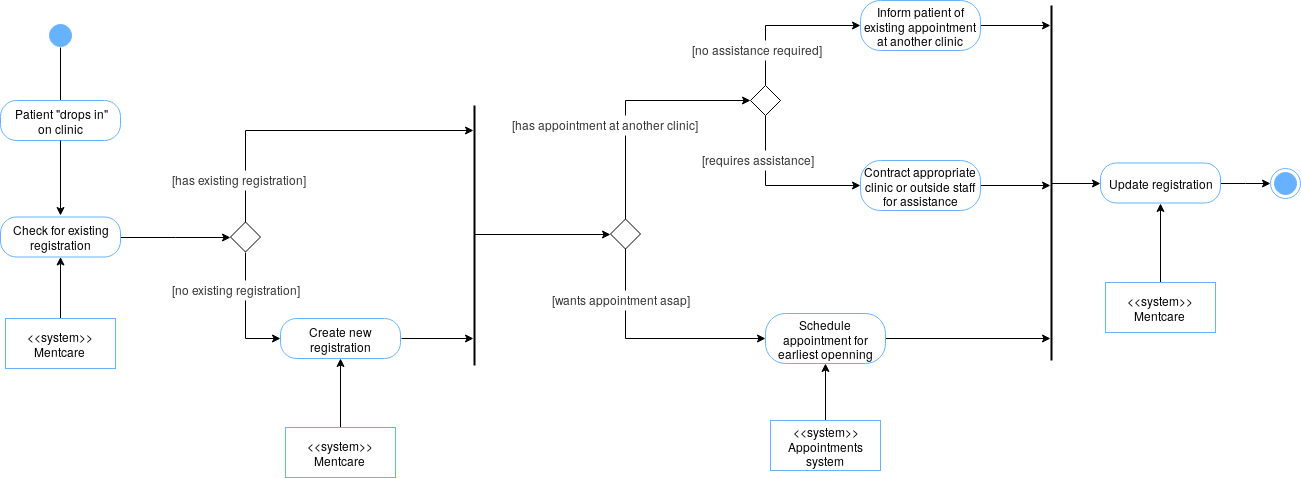 Inform patient of
existing appointment
at another clinic
[no assistance required]
Patient "drops in"
on clinic
[has appointment at another clinic]
[requires assistance]
[has existing registration]
Contract appropriate
clinic or outside staff
for assistance
Update registration
Check for existing
registration
[no existing registration]
[wants appointment asap]
<<system>>
Mentcare
<<system>>
Mentcare
Create new
registration
Schedule
appointment for
earliest openning
<<system>>
Mentcare
<<system>>
Appointments
system